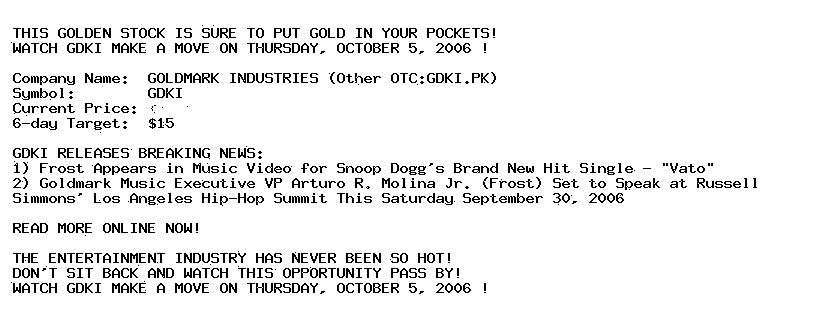 THIS GOLDEN STOCK IS SURE TO PUT GOLD IN YOUR POCKETS!
WATCH GDKI MAKE A MOVE ON THURSDAY, OCTOBER 5, 2006 !
Company Name: GOLDMARK INDUSTRIES (Other OTC:GDKI.PK)
Symbol: GDKI
Current Price:
6-day Target: $15
GDKI RELEASES BREAKING NEWS:
1) Frost Appears in Music Video for Snoop Dogg's Brand New Hit Single - "Vato"
2) Goldmark Music Executive VP Arturo R. Molina Jr. (Frost) Set to Speak at Russell
Simmons' Los Angeles Hip-Hop Summit This Saturday September 30, 2006
READ MORE ONLINE NOW!
THE ENTERTAINMENT INDUSTRY HAS NEVER BEEN SO HOT!
DON'T SIT BACK AND WATCH THIS OPPORTUNITY PASS BY!
WATCH GDKI MAKE A MOVE ON THURSDAY, OCTOBER 5, 2006 !